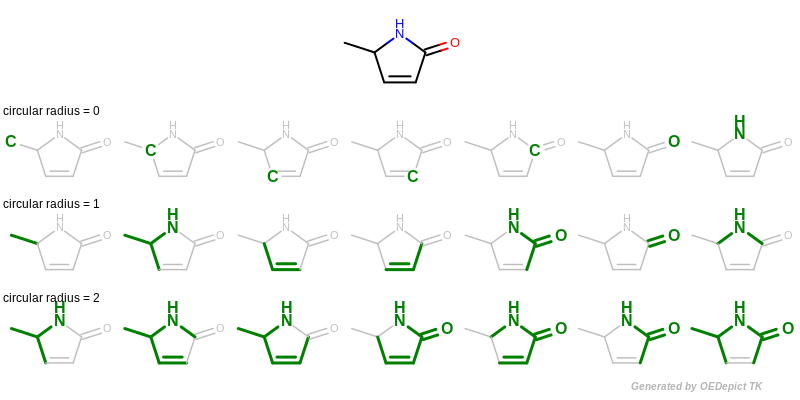 H
N
O
circular radius = 0
H H H H H H H
C N O C N O N O N O N C O N O N O
C C
circular radius = 1
H H H H H H H
N O N O N O N O N O N O N O
circular radius = 2
H H H H H H H
N O N O N O N O N O N O N O
Generated by OEDepict TK